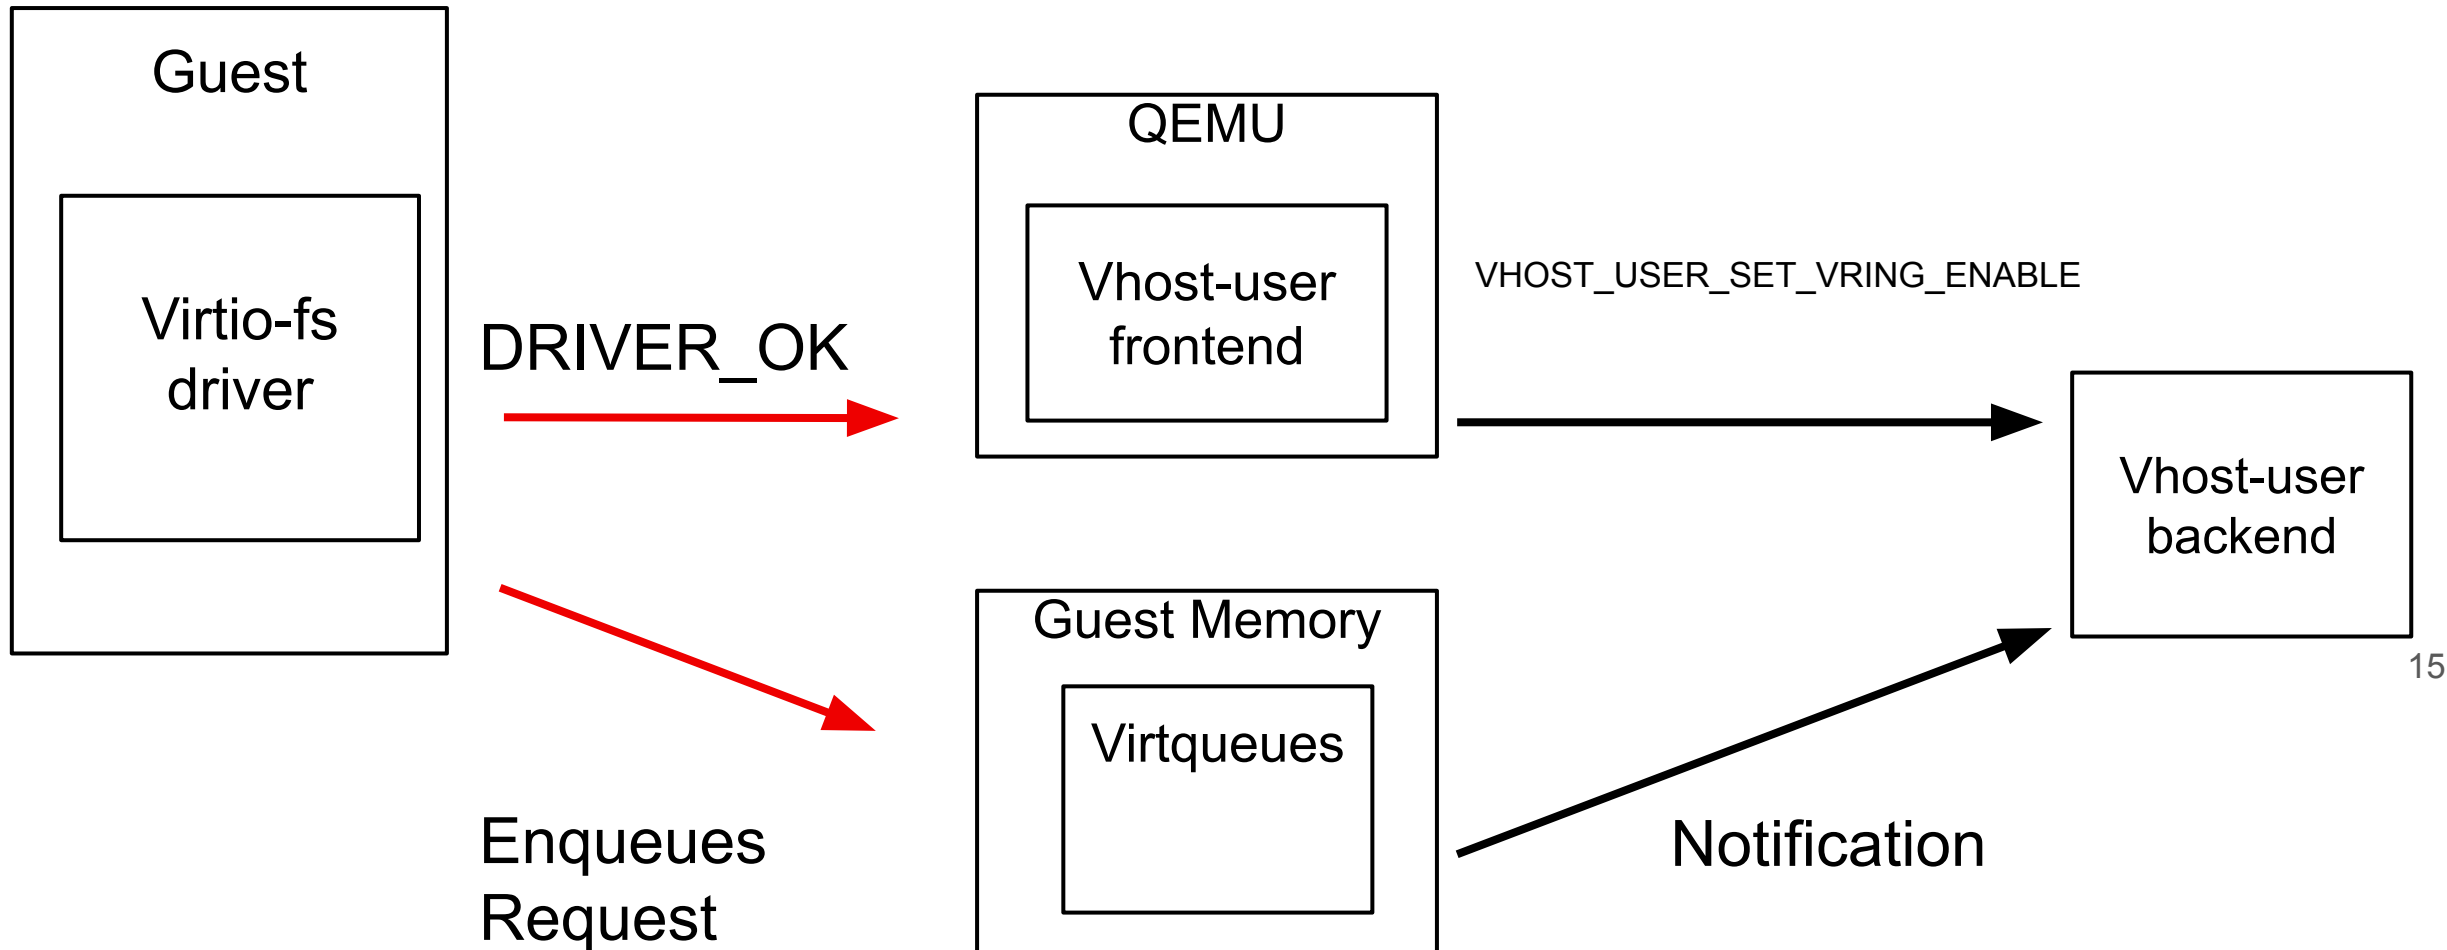 Guest
Virtio-fs
driver
DRIVER_OK
QEMU
Vhost-user
frontend
VHOST_USER_SET_VRING_ENABLE
Vhost-user
backend
15
Guest Memory
Virtqueues
Enqueues
Request
Notification